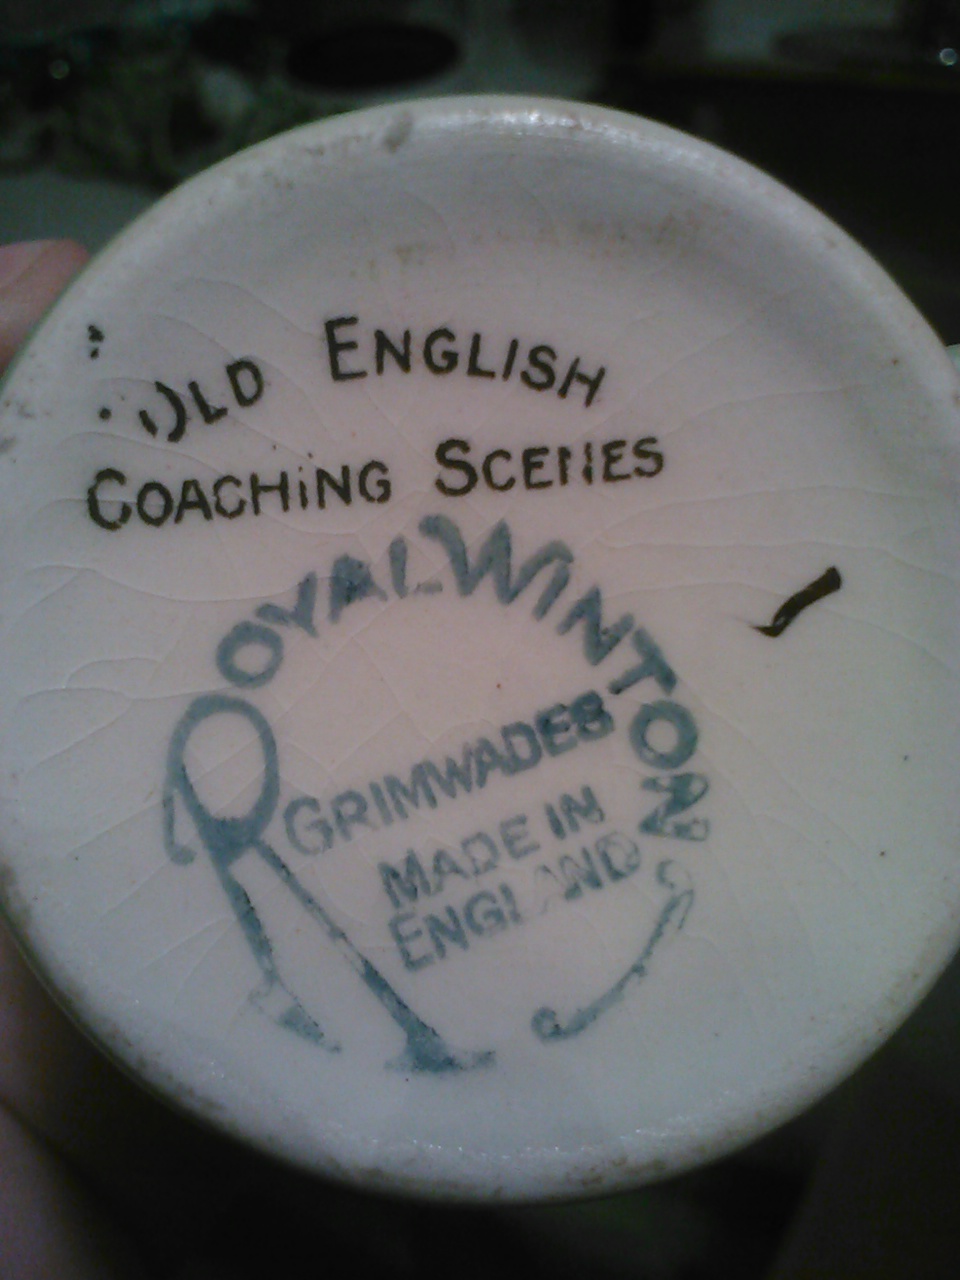 OLD ENGLISH
COACHING SCENES
ROYAL WINTON
GRIMWADES
MADE IN
ENGLAND